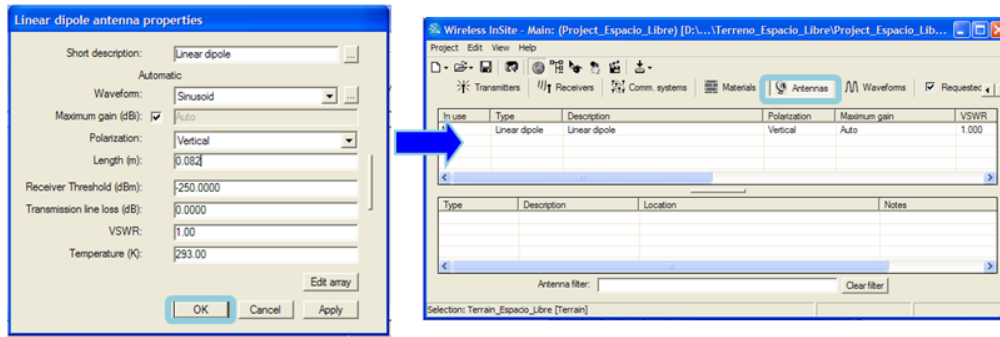 Linear dipole antenna properties
Short description: Linear dipole ...
Automatic
Waveform: Sinusoid ...
Maximum gain (dBi): Auto
Polarization: Vertical
Length (m): 0.082
Receiver Threshold (dBm): -250.0000
Transmission line loss (dB): 0.0000
VSWR: 1.00
Temperature (K): 293.00
Edit array
OK Cancel Apply
Wireless InSite - Main: (Project_Espacio_Libre) [D:\...\Terreno_Espacio_Libre\Project_Espacio_Lib...
Project Edit View Help
Transmitters Receivers Comm. systems Materials Antennas Waveforms Requested
In use Type Description Polarization Maximum gain VSWR
Linear dipole Linear dipole Vertical Auto 1.000
Type Description Location Notes
Antenna filter: Clear filter
Selection: Terrain_Espacio_Libre [Terrain]